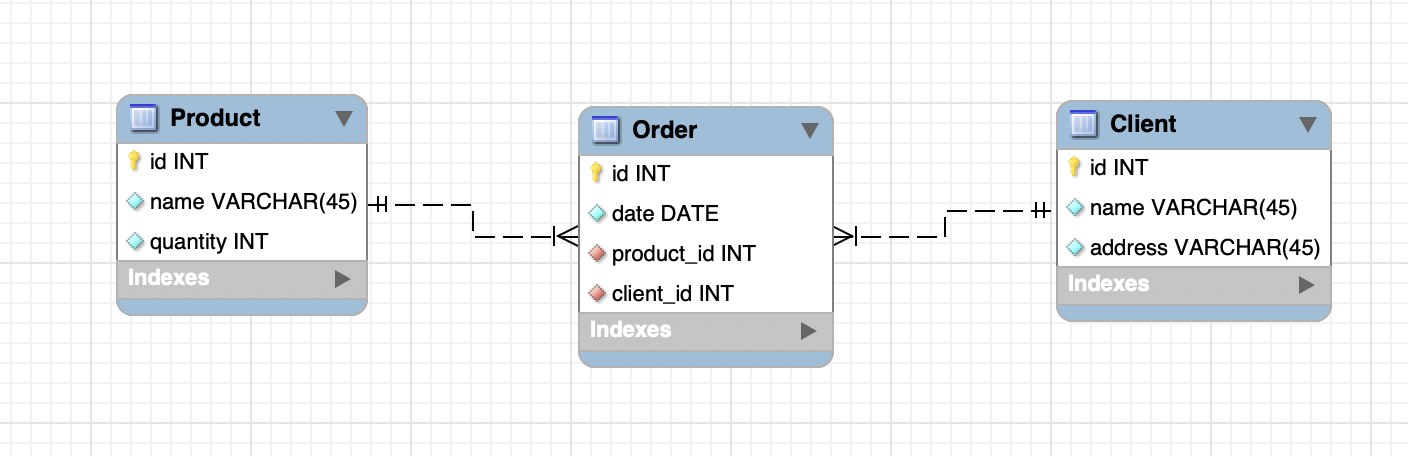 Product
id INT
name VARCHAR(45)
quantity INT
Indexes
Order
id INT
date DATE
product_id INT
client_id INT
Indexes
Client
id INT
name VARCHAR(45)
address VARCHAR(45)
Indexes